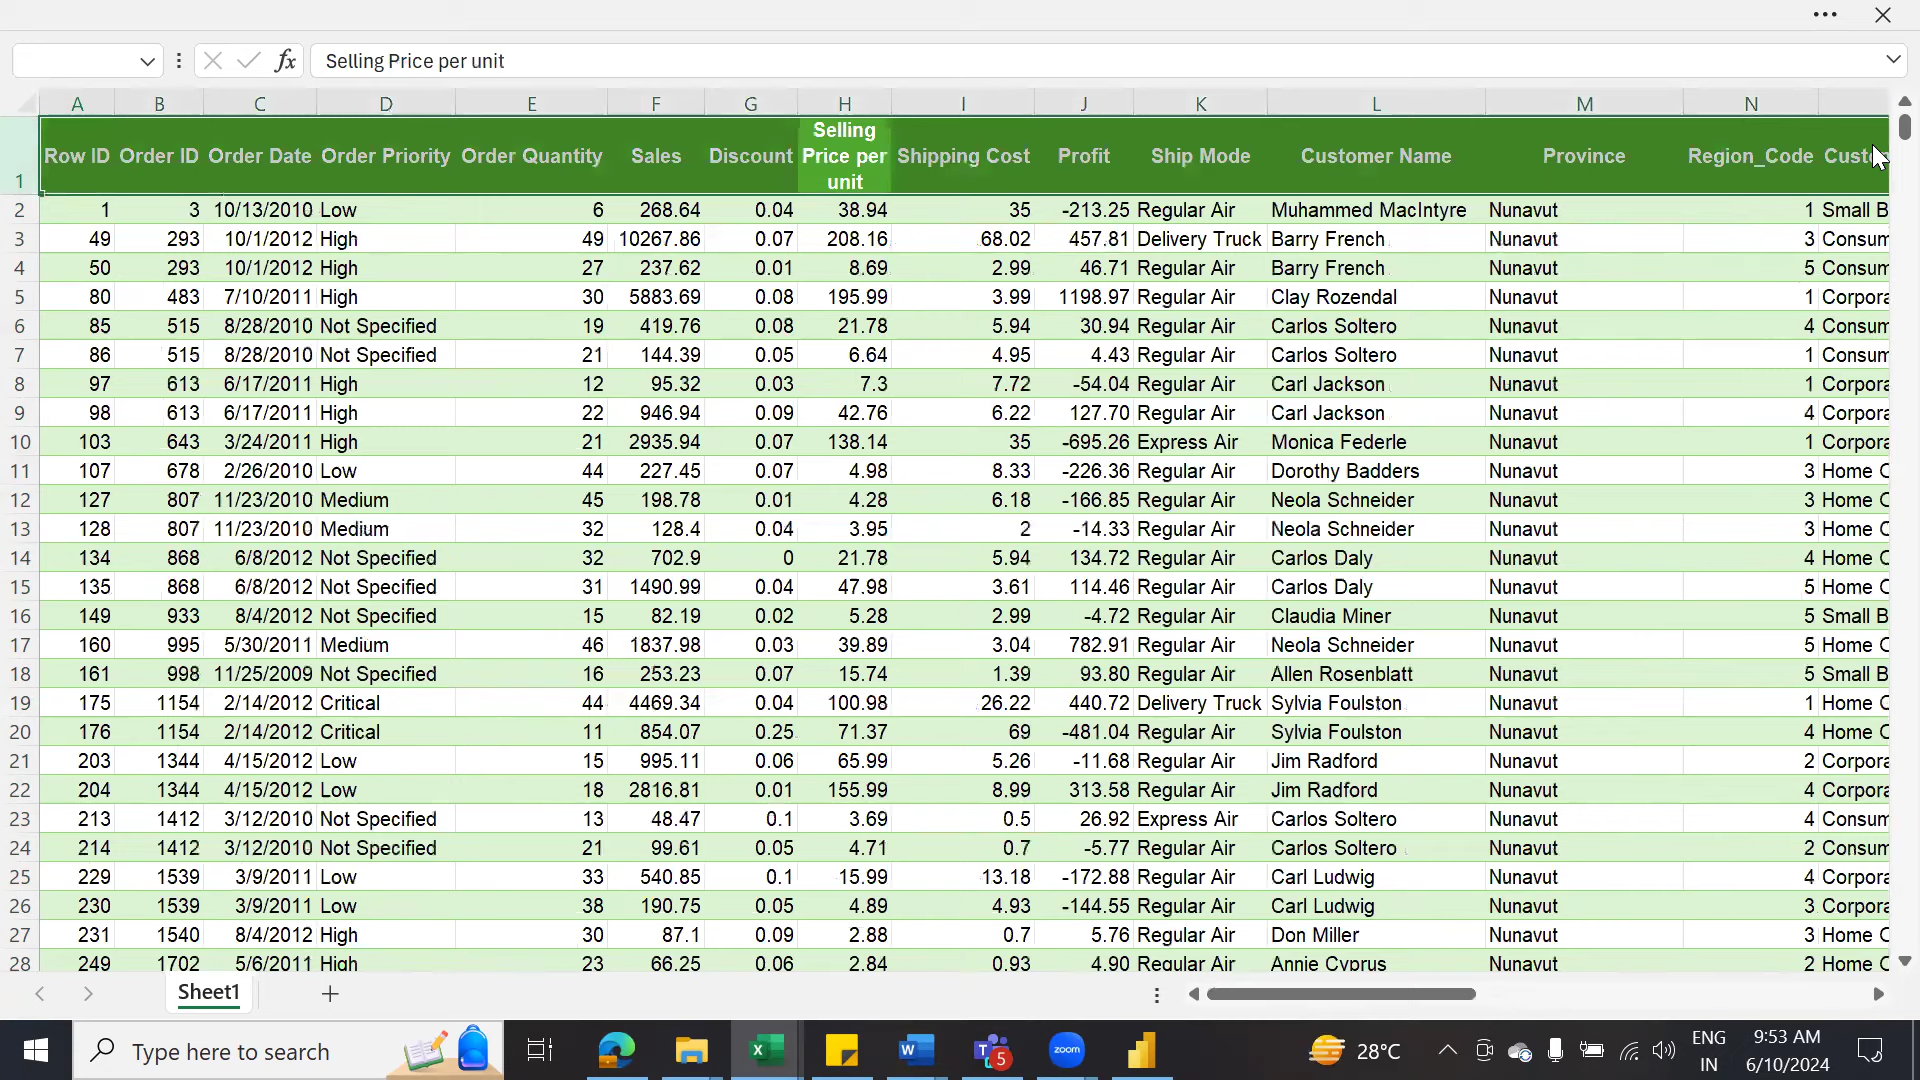 Selling Price per unit
A B C D E F G H I J K L M N
1 Row ID Order ID Order Date Order Priority Order Quantity Sales Discount Selling Price per unit Shipping Cost Profit Ship Mode Customer Name Province Region_Code
2 1 3 10/13/2010 Low 6 268.64 0.04 38.94 35 -213.25 Regular Air Muhammed MacIntyre Nunavut 1 Small B
3 49 293 10/1/2012 High 49 10267.86 0.07 208.16 68.02 457.81 Delivery Truck Barry French Nunavut 3 Consum
4 50 293 10/1/2012 High 27 237.62 0.01 8.69 2.99 46.71 Regular Air Barry French Nunavut 5 Consum
5 80 483 7/10/2011 High 30 5883.69 0.08 195.99 3.99 1198.97 Regular Air Clay Rozendal Nunavut 1 Corpora
6 85 515 8/28/2010 Not Specified 19 419.76 0.08 21.78 5.94 30.94 Regular Air Carlos Soltero Nunavut 4 Consum
7 86 515 8/28/2010 Not Specified 21 144.39 0.05 6.64 4.95 4.43 Regular Air Carlos Soltero Nunavut 1 Consum
8 97 613 6/17/2011 High 12 95.32 0.03 7.3 7.72 -54.04 Regular Air Carl Jackson Nunavut 1 Corpora
9 98 613 6/17/2011 High 22 946.94 0.09 42.76 6.22 127.70 Regular Air Carl Jackson Nunavut 4 Corpora
10 103 643 3/24/2011 High 21 2935.94 0.07 138.14 35 -695.26 Express Air Monica Federle Nunavut 1 Corpora
11 107 678 2/26/2010 Low 44 227.45 0.07 4.98 8.33 -226.36 Regular Air Dorothy Badders Nunavut 3 Home C
12 127 807 11/23/2010 Medium 45 198.78 0.01 4.28 6.18 -166.85 Regular Air Neola Schneider Nunavut 3 Home C
13 128 807 11/23/2010 Medium 32 128.4 0.04 3.95 2 -14.33 Regular Air Neola Schneider Nunavut 3 Home C
14 134 868 6/8/2012 Not Specified 32 702.9 0 21.78 5.94 134.72 Regular Air Carlos Daly Nunavut 4 Home C
15 135 868 6/8/2012 Not Specified 31 1490.99 0.04 47.98 3.61 114.46 Regular Air Carlos Daly Nunavut 5 Home C
16 149 933 8/4/2012 Not Specified 15 82.19 0.02 5.28 2.99 -4.72 Regular Air Claudia Miner Nunavut 5 Small B
17 160 995 5/30/2011 Medium 46 1837.98 0.03 39.89 3.04 782.91 Regular Air Neola Schneider Nunavut 5 Home C
18 161 998 11/25/2009 Not Specified 16 253.23 0.07 15.74 1.39 93.80 Regular Air Allen Rosenblatt Nunavut 5 Small B
19 175 1154 2/14/2012 Critical 44 4469.34 0.04 100.98 26.22 440.72 Delivery Truck Sylvia Foulston Nunavut 1 Home C
20 176 1154 2/14/2012 Critical 11 854.07 0.25 71.37 69 -481.04 Regular Air Sylvia Foulston Nunavut 4 Home C
21 203 1344 4/15/2012 Low 15 995.11 0.06 65.99 5.26 -11.68 Regular Air Jim Radford Nunavut 2 Corpora
22 204 1344 4/15/2012 Low 18 2816.81 0.01 155.99 8.99 313.58 Regular Air Jim Radford Nunavut 4 Corpora
23 213 1412 3/12/2010 Not Specified 13 48.47 0.1 3.69 0.5 26.92 Express Air Carlos Soltero Nunavut 4 Consum
24 214 1412 3/12/2010 Not Specified 21 99.61 0.05 4.71 0.7 -5.77 Regular Air Carlos Soltero Nunavut 2 Consum
25 229 1539 3/9/2011 Low 33 540.85 0.1 15.99 13.18 -172.88 Regular Air Carl Ludwig Nunavut 4 Corpora
26 230 1539 3/9/2011 Low 38 190.75 0.05 4.89 4.93 -144.55 Regular Air Carl Ludwig Nunavut 3 Corpora
27 231 1540 8/4/2012 High 30 87.1 0.09 2.88 0.7 5.76 Regular Air Don Miller Nunavut 3 Home C
28 249 1702 5/6/2011 High 23 66.25 0.06 2.84 0.93 4.90 Regular Air Annie Cyprus Nunavut 2 Home C
Sheet1
Type here to search
5
zoom
28°C
ENG
IN
9:53 AM
6/10/2024